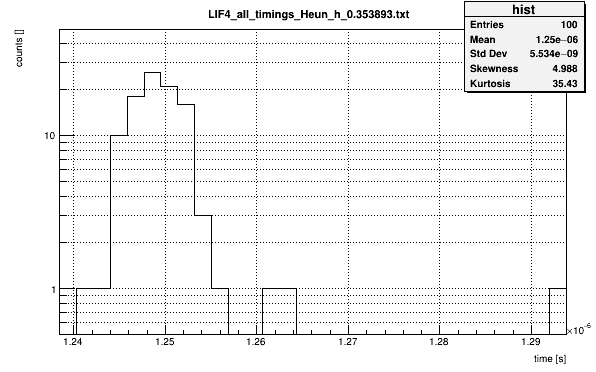 LIF4_all_timings_Heun_h_0.353893.txt
hist
Entries 100
Mean 1.25e−06
Std Dev 5.534e−09
Skewness 4.988
Kurtosis 35.43
counts []
10
1
1.24 1.25 1.26 1.27 1.28 1.29
×10−6
time [s]